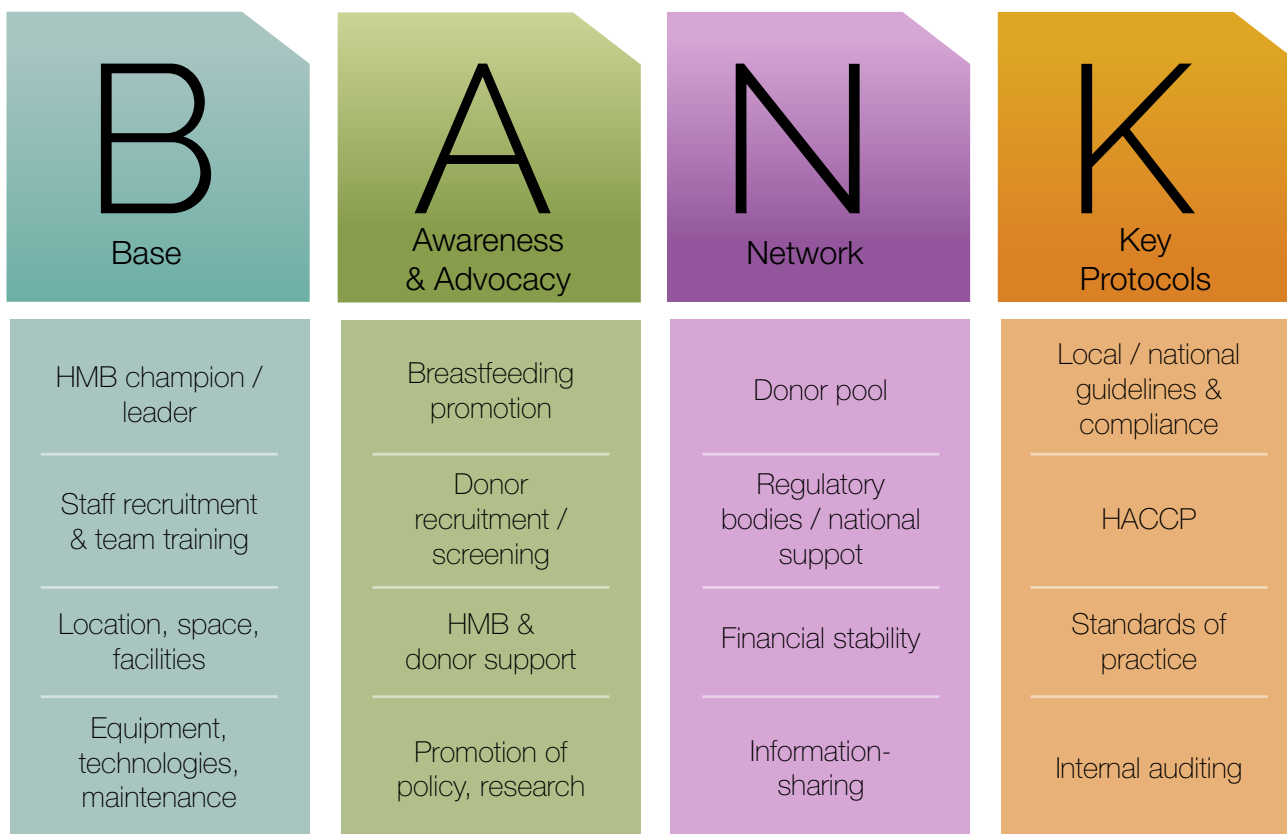 B
Base
HMB champion /
leader
Staff recruitment
& team training
Location, space,
facilities
Equipment,
technologies,
maintenance
A
Awareness
& Advocacy
Breastfeeding
promotion
Donor
recruitment /
screening
HMB &
donor support
Promotion of
policy, research
N
Network
Donor pool
Regulatory
bodies / national
suppot
Financial stability
Information-
sharing
K
Key
Protocols
Local / national
guidelines &
compliance
HACCP
Standards of
practice
Internal auditing